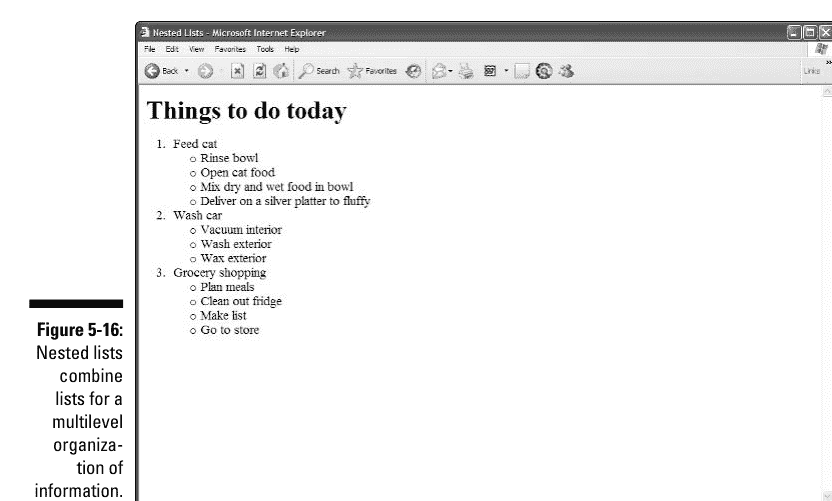 Nested Lists - Microsoft Internet Explorer
File Edit View Favorites Tools Help
Back Search Favorites Links »
Things to do today
1. Feed cat
o Rinse bowl
o Open cat food
o Mix dry and wet food in bowl
o Deliver on a silver platter to fluffy
2. Wash car
o Vacuum interior
o Wash exterior
o Wax exterior
3. Grocery shopping
o Plan meals
o Clean out fridge
o Make list
o Go to store
Figure 5-16:
Nested lists
combine
lists for a
multilevel
organiza-
tion of
information.